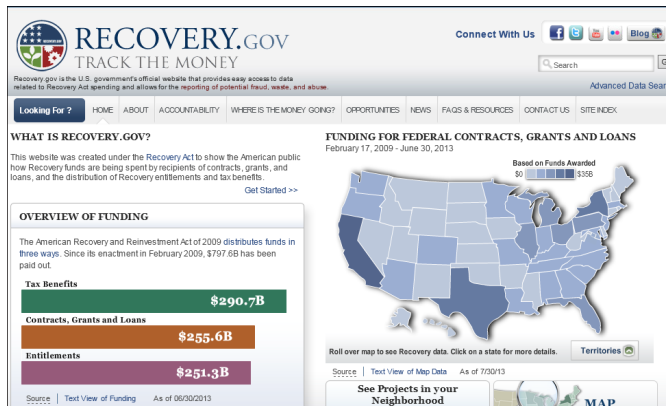 RECOVERY.GOV
TRACK THE MONEY
Connect With Us
Blog
Recovery.gov is the U.S. government's official website that provides easy access to data
related to Recovery Act spending and allows for the reporting of potential fraud, waste, and abuse.
Search
Advanced Data Sear
Looking For ? HOME ABOUT ACCOUNTABILITY WHERE IS THE MONEY GOING? OPPORTUNITIES NEWS FAQS & RESOURCES CONTACT US SITE INDEX
WHAT IS RECOVERY.GOV?
This website was created under the Recovery Act to show the American public
how Recovery funds are being spent by recipients of contracts, grants, and
loans, and the distribution of Recovery entitlements and tax benefits.
Get Started >>
OVERVIEW OF FUNDING
The American Recovery and Reinvestment Act of 2009 distributes funds in
three ways. Since its enactment in February 2009, $797.6B has been
paid out.
Tax Benefits
$290.7B
Contracts, Grants and Loans
$255.6B
Entitlements
$251.3B
Source | Text View of Funding As of 06/30/2013
FUNDING FOR FEDERAL CONTRACTS, GRANTS AND LOANS
February 17, 2009 - June 30, 2013
Based on Funds Awarded
$0 $35B
Roll over map to see Recovery data. Click on a state for more details.
Territories
Source | Text View of Map Data As of 7/30/13
See Projects in your
Neighborhood
MAP